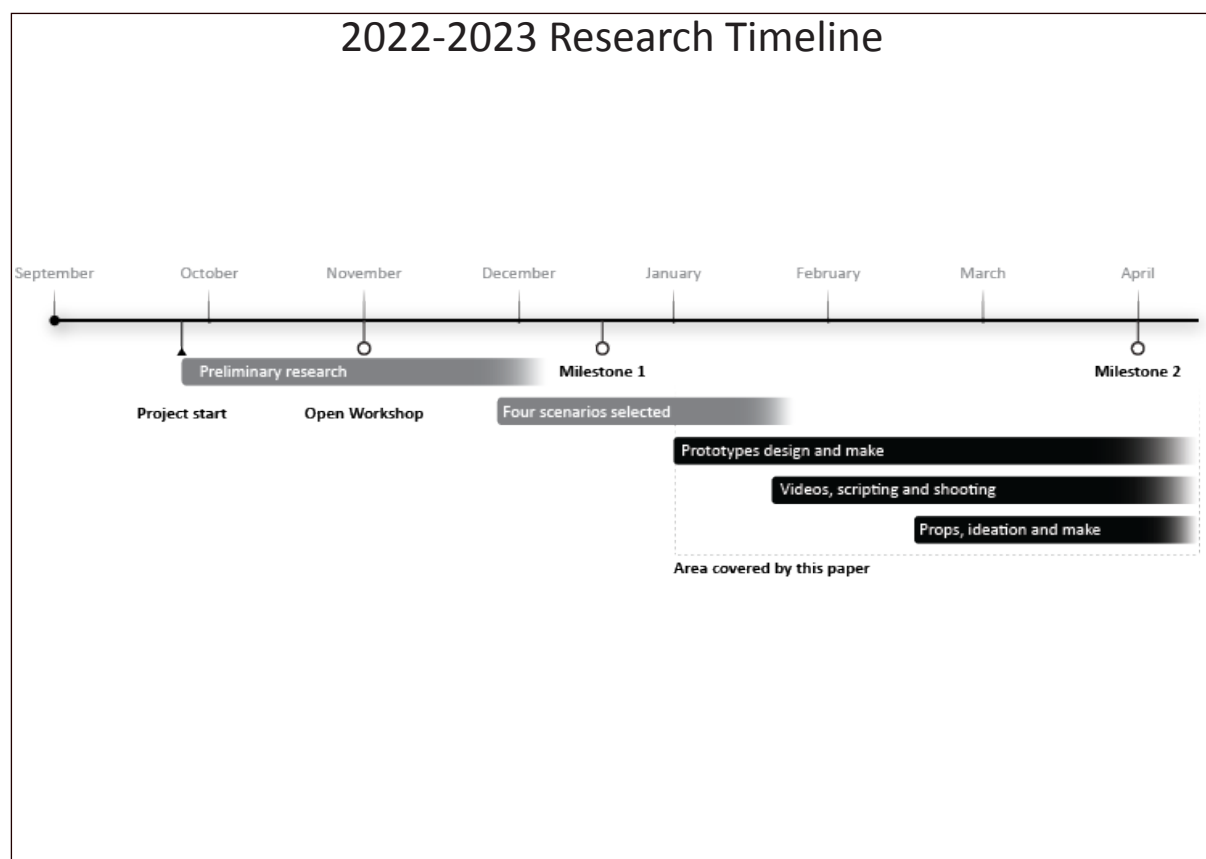 2022-2023 Research Timeline
September October November December January February March April
Preliminary research
Milestone 1
Milestone 2
Project start
Open Workshop
Four scenarios selected
Prototypes design and make
Videos, scripting and shooting
Props, ideation and make
Area covered by this paper